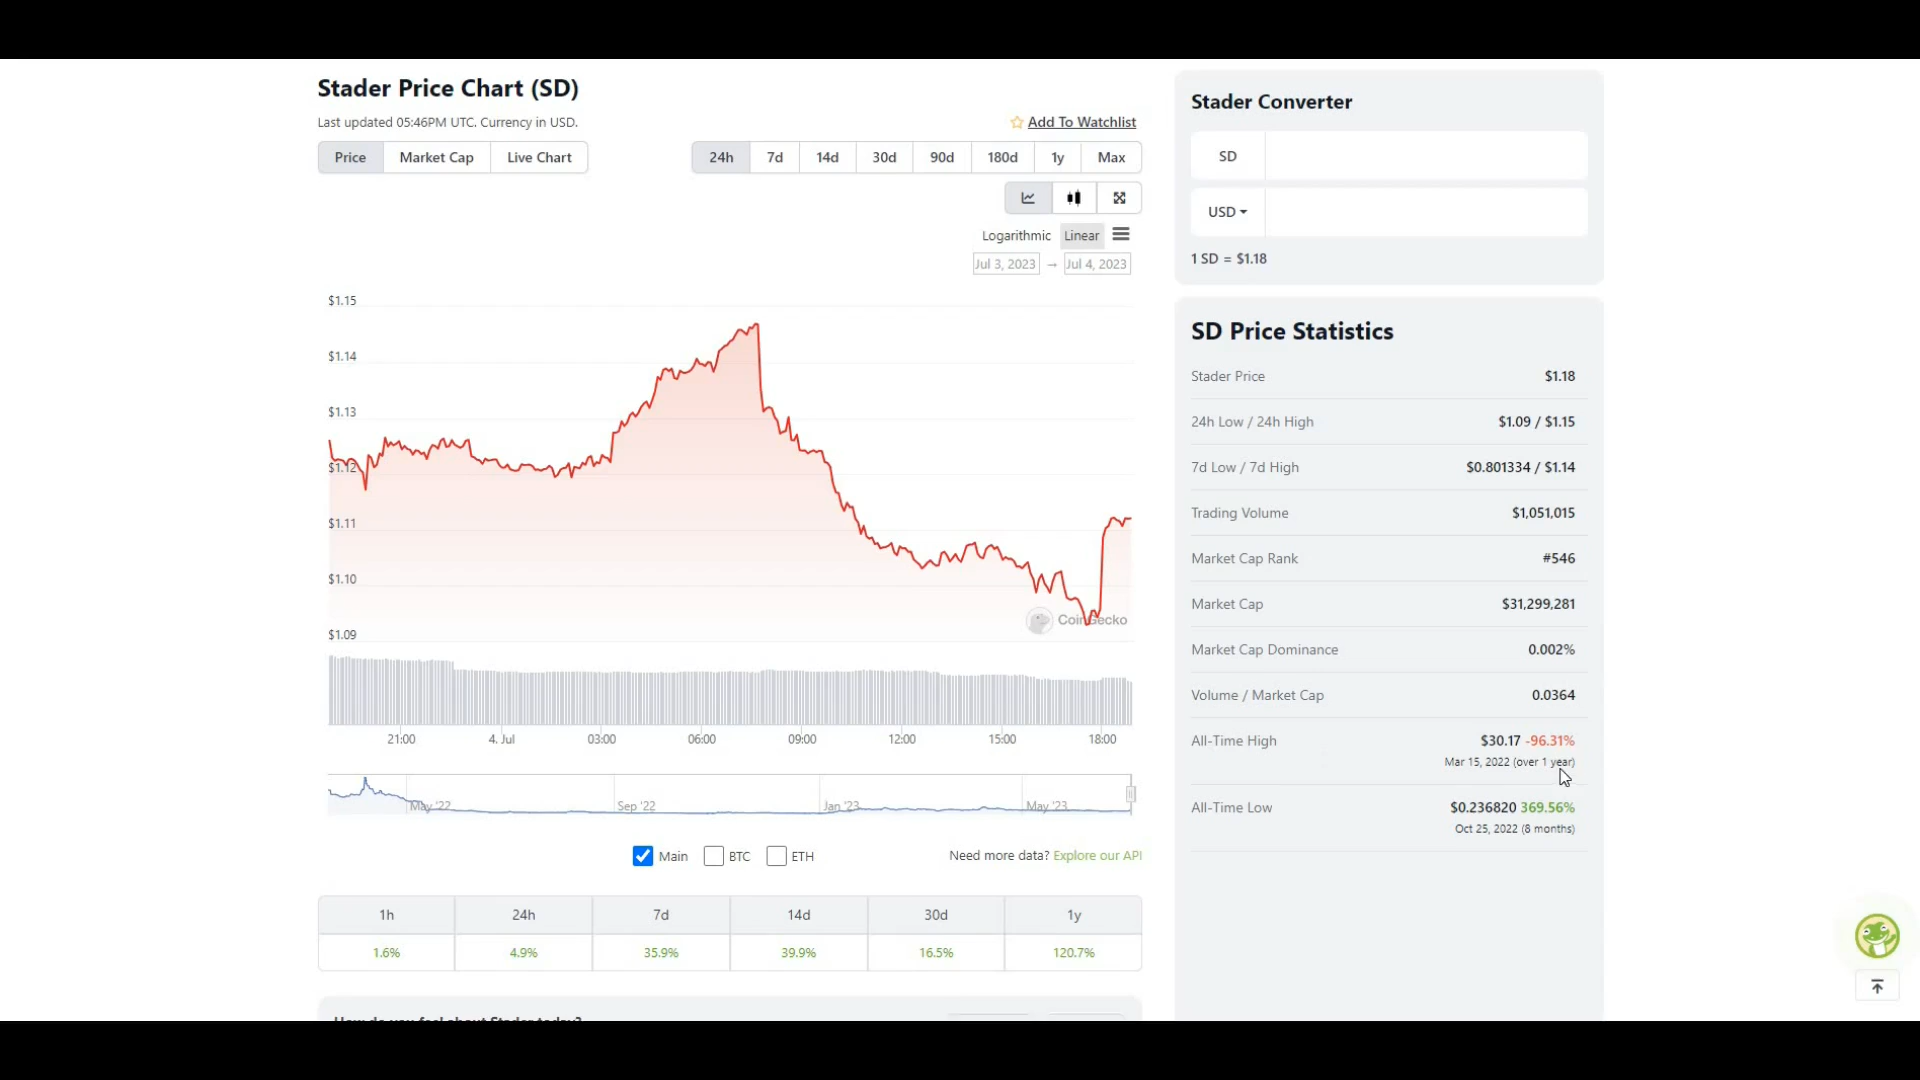 Stader Price Chart (SD)
Last updated 05:46PM UTC. Currency in USD.
Add To Watchlist
Price Market Cap Live Chart
24h 7d 14d 30d 90d 180d 1y Max
Logarithmic Linear
Jul 3, 2023 → Jul 4, 2023
$1.15
$1.14
$1.13
$1.12
$1.11
$1.10
$1.09
CoinGecko
21:00 4. Jul 03:00 06:00 09:00 12:00 15:00 18:00
May '22 Sep '22 Jan '23 May '23
Main BTC ETH
Need more data? Explore our API
1h 24h 7d 14d 30d 1y
1.6% 4.9% 35.9% 39.9% 16.5% 120.7%
How do you feel about Stader today?
Stader Converter
SD
USD
1 SD = $1.18
SD Price Statistics
Stader Price $1.18
24h Low / 24h High $1.09 / $1.15
7d Low / 7d High $0.801334 / $1.14
Trading Volume $1,051,015
Market Cap Rank #546
Market Cap $31,299,281
Market Cap Dominance 0.002%
Volume / Market Cap 0.0364
All-Time High $30.17 -96.31%
Mar 15, 2022 (over 1 year)
All-Time Low $0.236820 369.56%
Oct 25, 2022 (8 months)